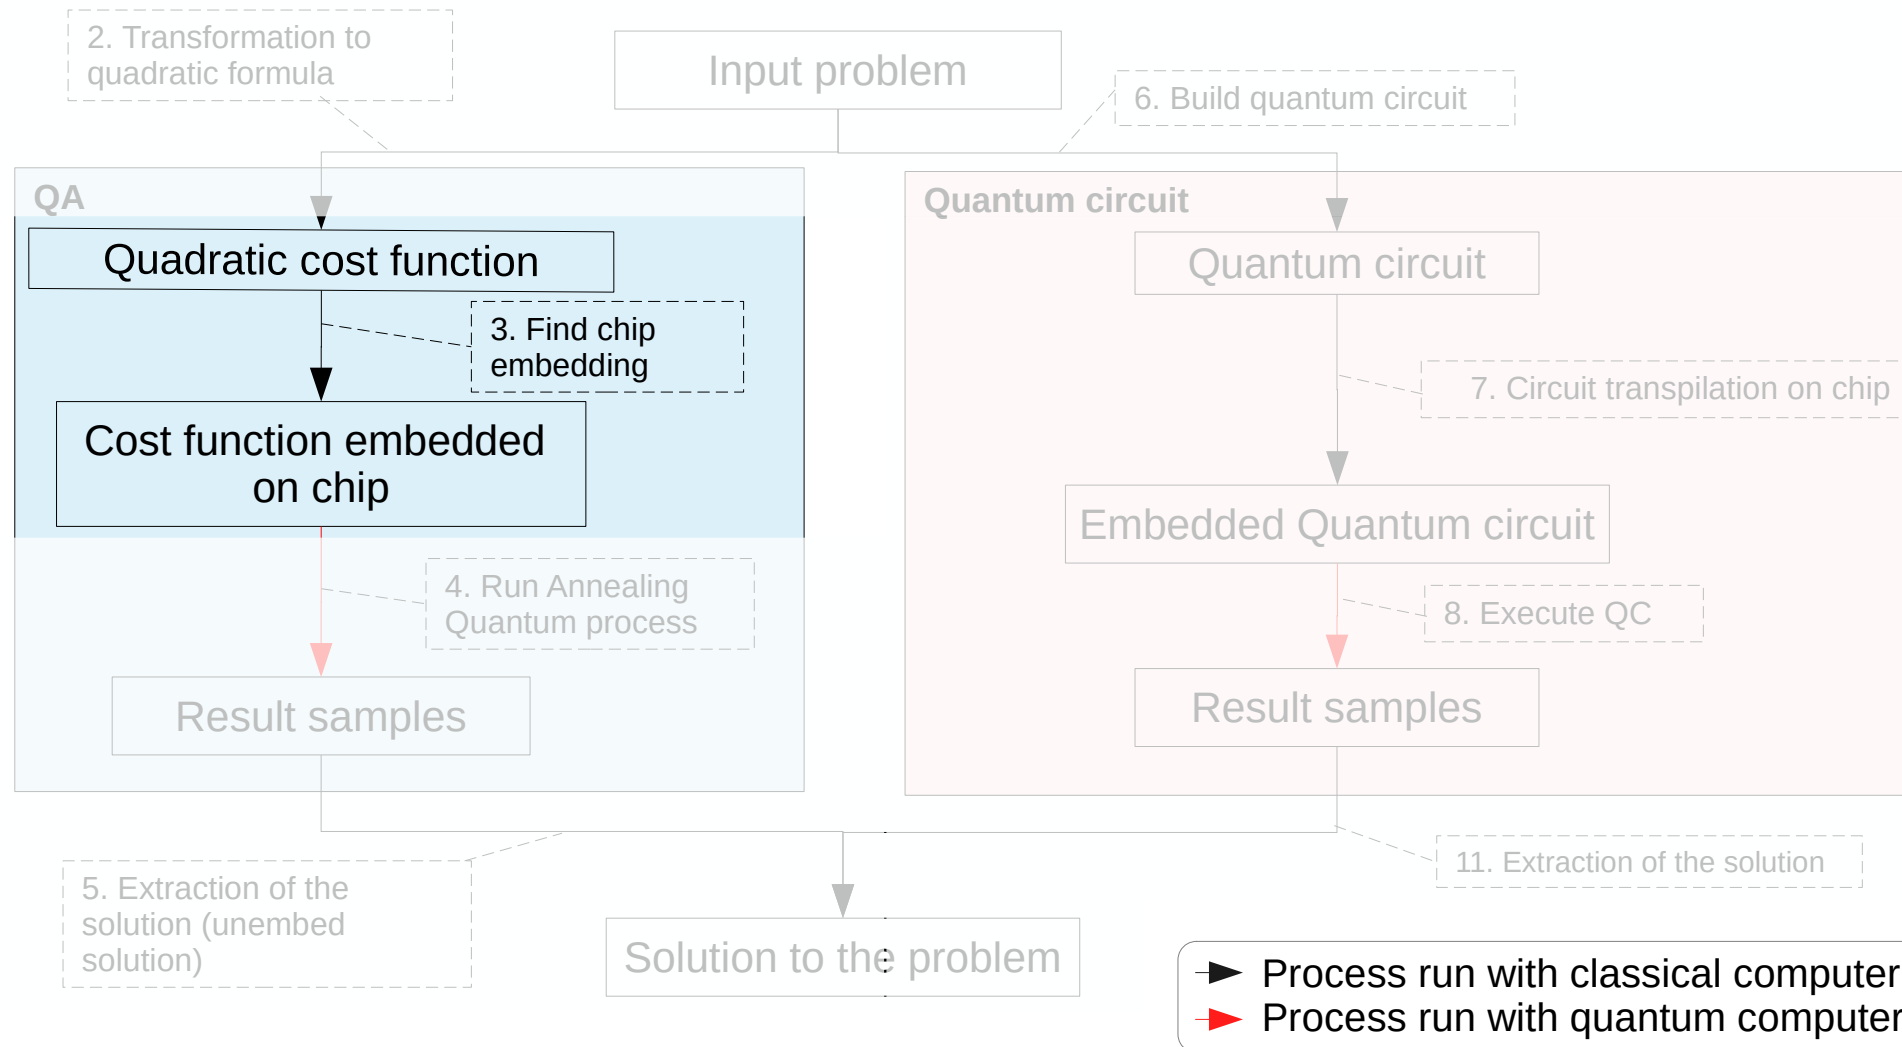 2. Transformation to
quadratic formula
Input problem
6. Build quantum circuit
QA
Quadratic cost function
3. Find chip
embedding
Cost function embedded
on chip
4. Run Annealing
Quantum process
Result samples
Quantum circuit
Quantum circuit
7. Circuit transpilation on chip
Embedded Quantum circuit
8. Execute QC
Result samples
5. Extraction of the
solution (unembed
solution)
11. Extraction of the solution
Solution to the problem
Process run with classical computer
Process run with quantum computer